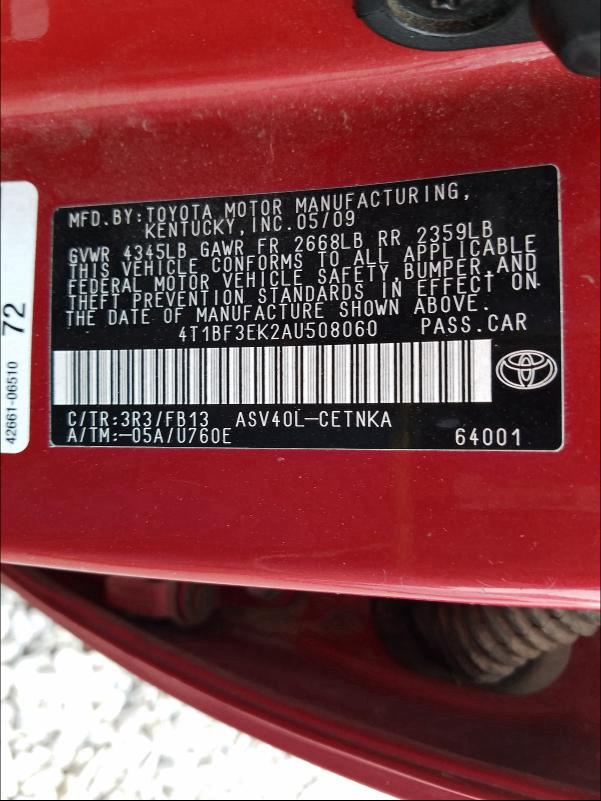 MFD.BY:TOYOTA MOTOR MANUFACTURING,
KENTUCKY,INC.05/09
GVWR 4345LB GAWR FR 2668LB RR 2359LB
THIS VEHICLE CONFORMS TO ALL APPLICABLE
FEDERAL MOTOR VEHICLE SAFETY,BUMPER,AND
THEFT PREVENTION STANDARDS IN EFFECT ON
THE DATE OF MANUFACTURE SHOWN ABOVE.
4T1BF3EK2AU508060 PASS.CAR
C/TR:3R3/FB13 ASV40L-CETNKA
A/TM:-05A/U760E 64001
72
42661-06510